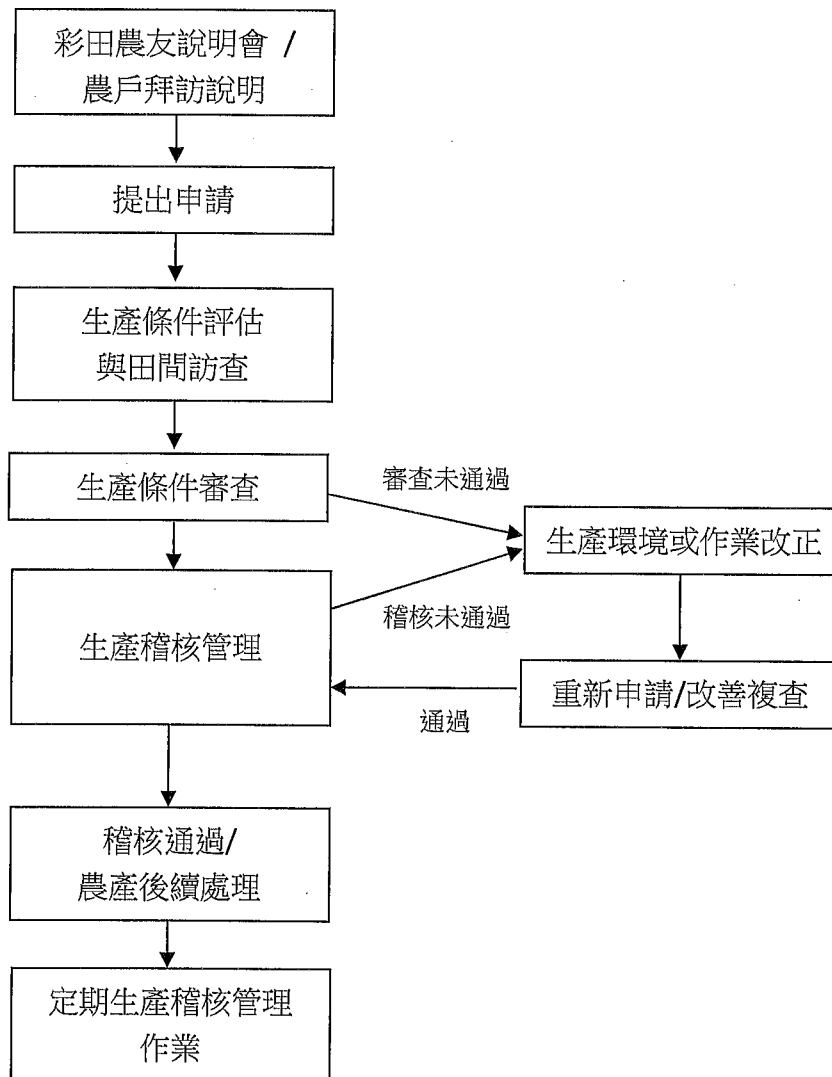 彩田農友說明會 /
農戶拜訪說明
提出申請
生產條件評估
與田間訪查
生產條件審查
審查未通過
生產環境或作業改正
生產稽核管理
稽核未通過
重新申請/改善複查
通過
稽核通過/
農產後續處理
定期生產稽核管理
作業